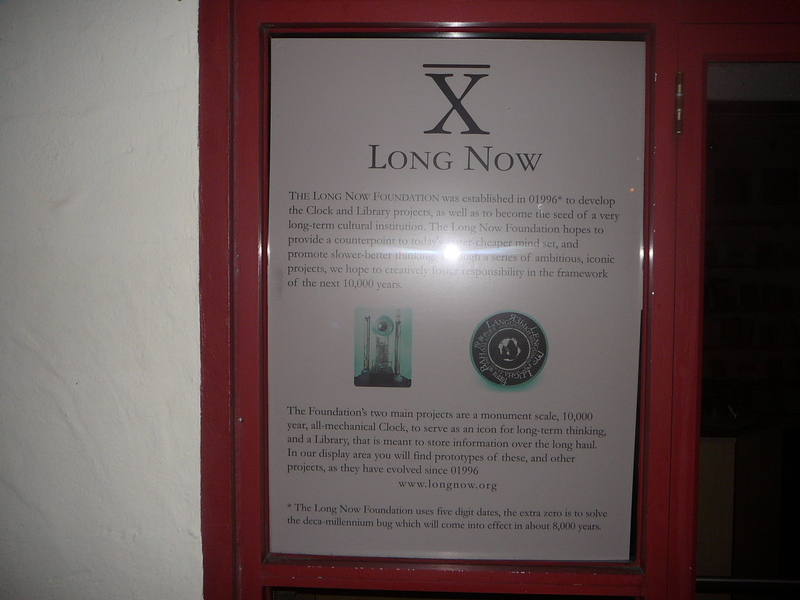 X
LONG NOW
THE LONG NOW FOUNDATION was established in 01996* to develop
the Clock and Library projects, as well as to become the seed of a very
long-term cultural institution. The Long Now Foundation hopes to
provide a counterpoint to today's cheaper mind set, and
promote slower-better thinking. a series of ambitious, iconic
projects, we hope to creatively foster responsibility in the framework
of the next 10,000 years.
The Foundation's two main projects are a monument scale, 10,000
year, all-mechanical Clock, to serve as an icon for long-term thinking,
and a Library, that is meant to store information over the long haul.
In our display area you will find prototypes of these, and other
projects, as they have evolved since 01996
www.longnow.org
* The Long Now Foundation uses five digit dates, the extra zero is to solve
the deca-millennium bug which will come into effect in about 8,000 years.